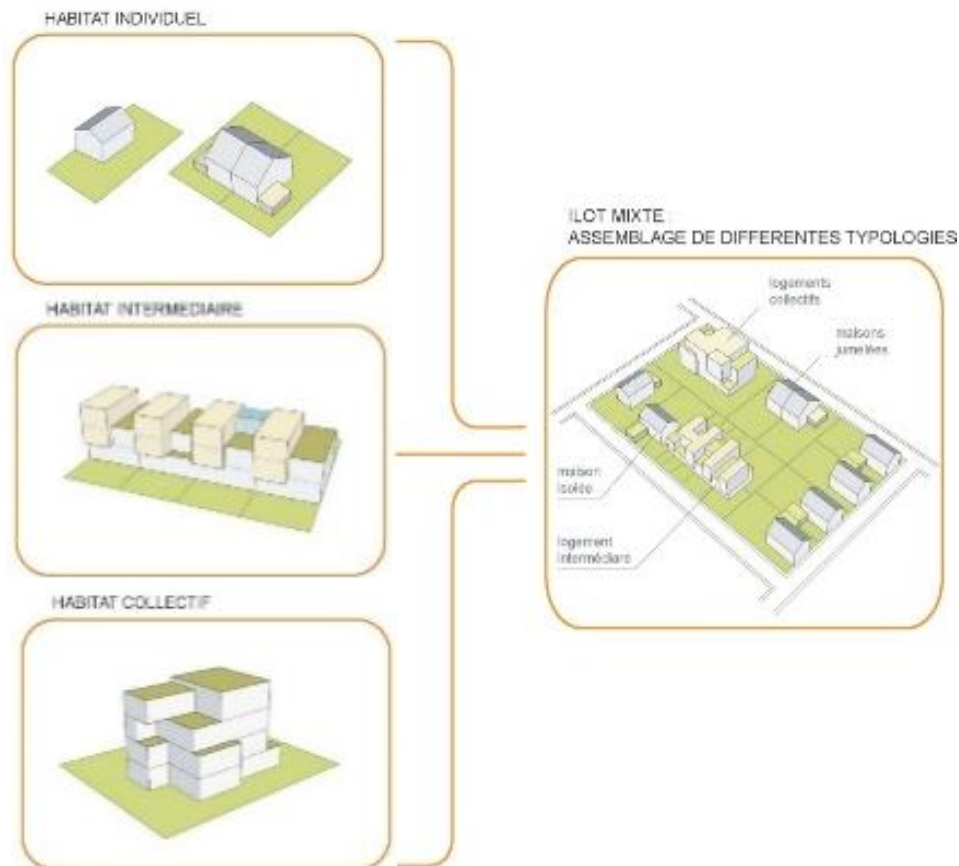 HABITAT INDIVIDUEL
HABITAT INTERMEDIAIRE
HABITAT COLLECTIF
ILOT MIXTE
ASSEMBLAGE DE DIFFERENTES TYPOLOGIES
logements
collectifs
maisons
jumelées
maison
isolée
logement
intermédiare